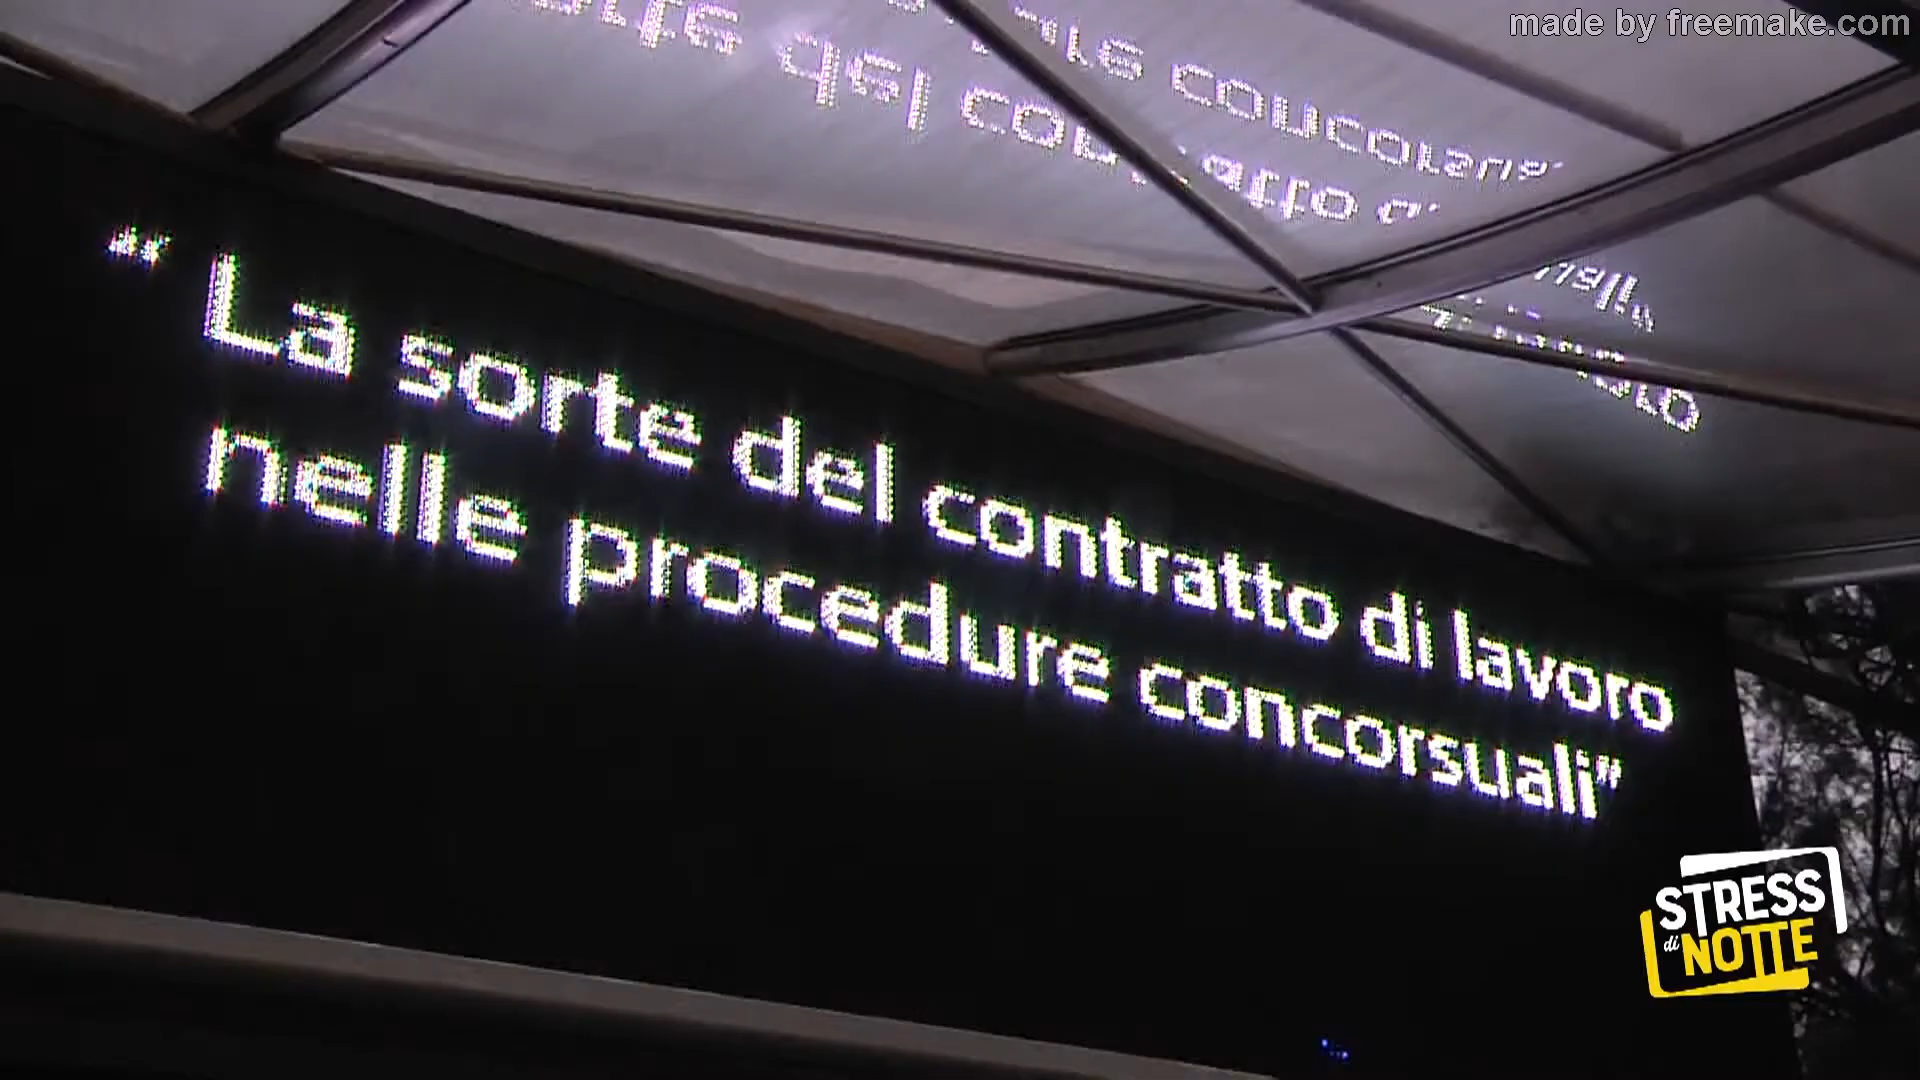 made by freemake.com
“ La sorte del contratto di lavoro
nelle procedure concorsuali”
STRESS
di NOTTE